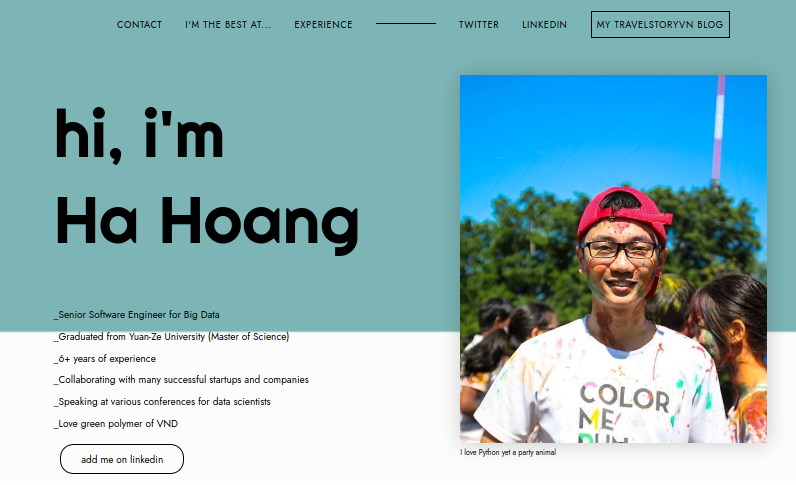 CONTACT I'M THE BEST AT... EXPERIENCE TWITTER LINKEDIN MY TRAVELSTORYVN BLOG
hi, i'm
Ha Hoang
_Senior Software Engineer for Big Data
_Graduated from Yuan-Ze University (Master of Science)
_6+ years of experience
_Collaborating with many successful startups and companies
_Speaking at various conferences for data scientists
_Love green polymer of VND
add me on linkedin
COLOR
ME
RUN
I love Python yet a party animal